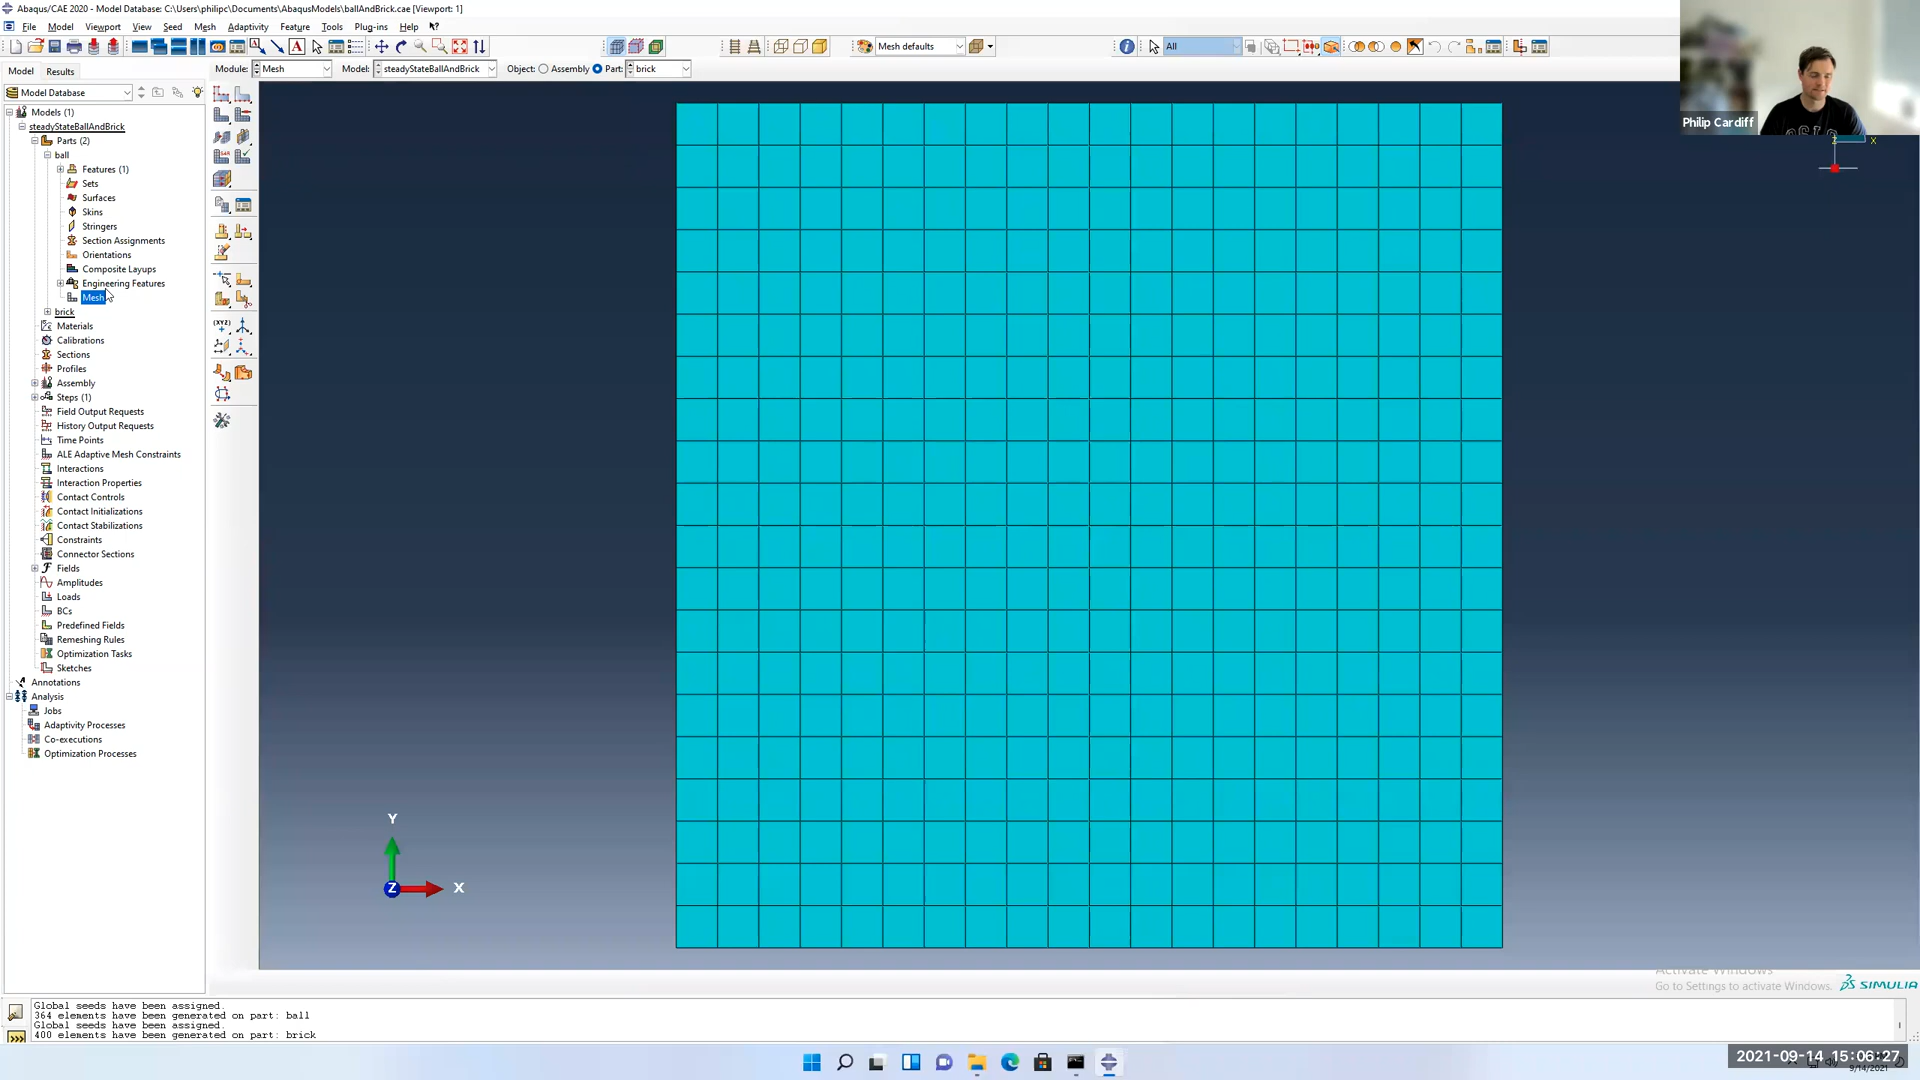 Abaqus/CAE 2020 - Model Database: C:\Users\philipc\Documents\AbaqusModels\ballAndBrick.cae [Viewport: 1]
File Model Viewport View Seed Mesh Adaptivity Feature Tools Plug-ins Help
Mesh defaults All
Model Results Module: Mesh Model: steadyStateBallAndBrick Object: Assembly Part: brick
Model Database
Models (1)
steadyStateBallAndBrick
Parts (2)
ball
Features (1)
Sets
Surfaces
Skins
Stringers
Section Assignments
Orientations
Composite Layups
Engineering Features
Mesh
brick
Materials
Calibrations
Sections
Profiles
Assembly
Steps (1)
Field Output Requests
History Output Requests
Time Points
ALE Adaptive Mesh Constraints
Interactions
Interaction Properties
Contact Controls
Contact Initializations
Contact Stabilizations
Constraints
Connector Sections
Fields
Amplitudes
Loads
BCs
Predefined Fields
Remeshing Rules
Optimization Tasks
Sketches
Annotations
Analysis
Jobs
Adaptivity Processes
Co-executions
Optimization Processes
Philip Cardiff
X
Z
Y
Z X
Activate Windows
Go to Settings to activate Windows.
SIMULIA
Global seeds have been assigned.
364 elements have been generated on part: ball
Global seeds have been assigned.
400 elements have been generated on part: brick
2021-09-14 15:06:27
9/14/2021